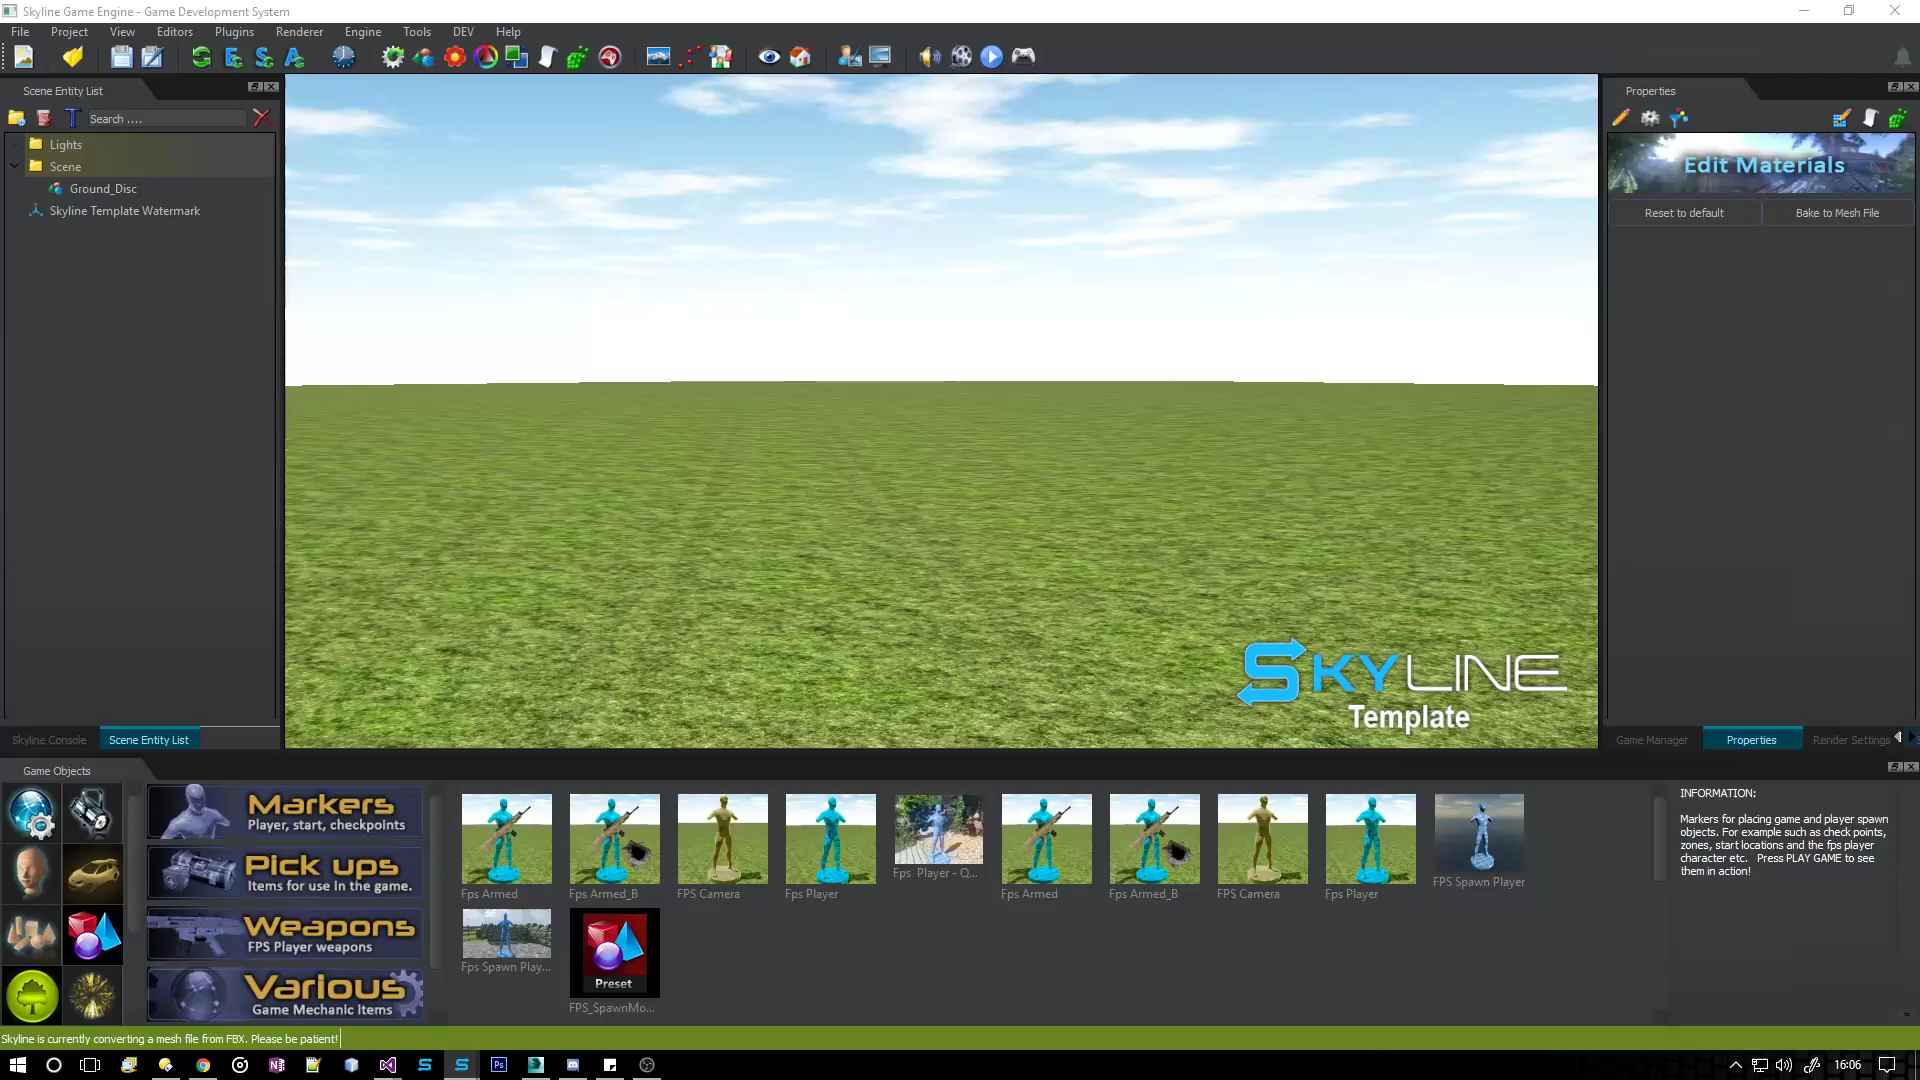 Skyline Game Engine - Game Development System
File Project View Editors Plugins Renderer Engine Tools DEV Help
Scene Entity List
Search ....
Lights
Scene
Ground_Disc
Skyline Template Watermark
Skyline Console
Scene Entity List
SKYLINE
Template
Properties
Edit Materials
Reset to default
Bake to Mesh File
Game Manager
Properties
Render Settings
Game Objects
Markers
Player, start, checkpoints
Pick ups
Items for use in the game.
Weapons
FPS Player weapons
Various
Game Mechanic Items
Fps Armed
Fps Armed_B
FPS Camera
Fps Player
Fps Player - Q...
Fps Armed
Fps Armed_B
FPS Camera
Fps Player
FPS Spawn Player
Fps Spawn Play...
Preset
FPS_SpawnMo...
INFORMATION:
Markers for placing game and player spawn
objects. For example such as check points,
zones, start locations and the fps player
character etc. Press PLAY GAME to see
them in action!
Skyline is currently converting a mesh file from FBX. Please be patient!
16:06